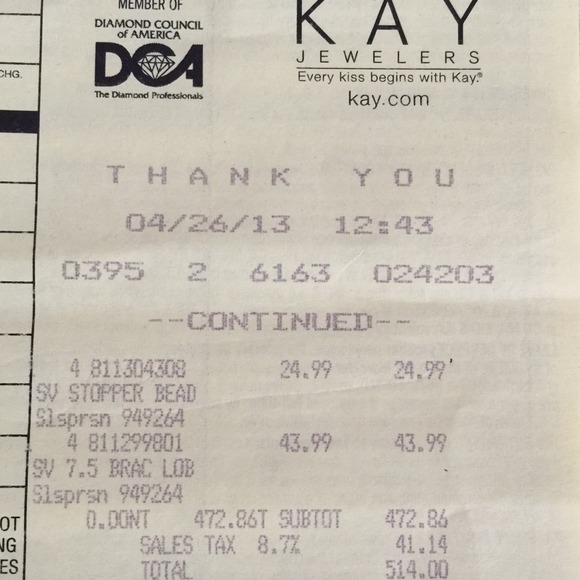 MEMBER OF
DIAMOND COUNCIL
of AMERICA
DCA
The Diamond Professionals
KAY
JEWELERS
Every kiss begins with Kay.®
kay.com
CHG.
THANK YOU
04/26/13 12:43
0395 2 6163 024203
--CONTINUED--
4 811304308 24.99 24.99
SV STOPPER BEAD
Slsprsn 949264
4 811299801 43.99 43.99
SV 7.5 BRAC LOB
Slsprsn 949264
0.00NT 472.86T SUBTOT 472.86
SALES TAX 8.7% 41.14
TOTAL 514.00
OT
NG
ES